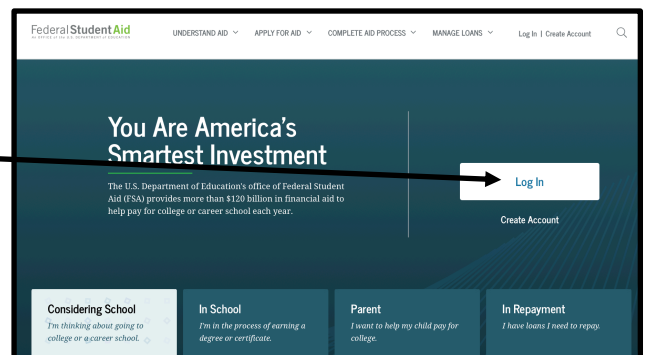 Federal Student Aid
An OFFICE of the U.S. DEPARTMENT of EDUCATION
UNDERSTAND AID
APPLY FOR AID
COMPLETE AID PROCESS
MANAGE LOANS
Log In | Create Account
You Are America's
Smartest Investment
The U.S. Department of Education's office of Federal Student
Aid (FSA) provides more than $120 billion in financial aid to
help pay for college or career school each year.
Log In
Create Account
Considering School
I'm thinking about going to
college or a career school.
In School
I'm in the process of earning a
degree or certificate.
Parent
I want to help my child pay for
college.
In Repayment
I have loans I need to repay.